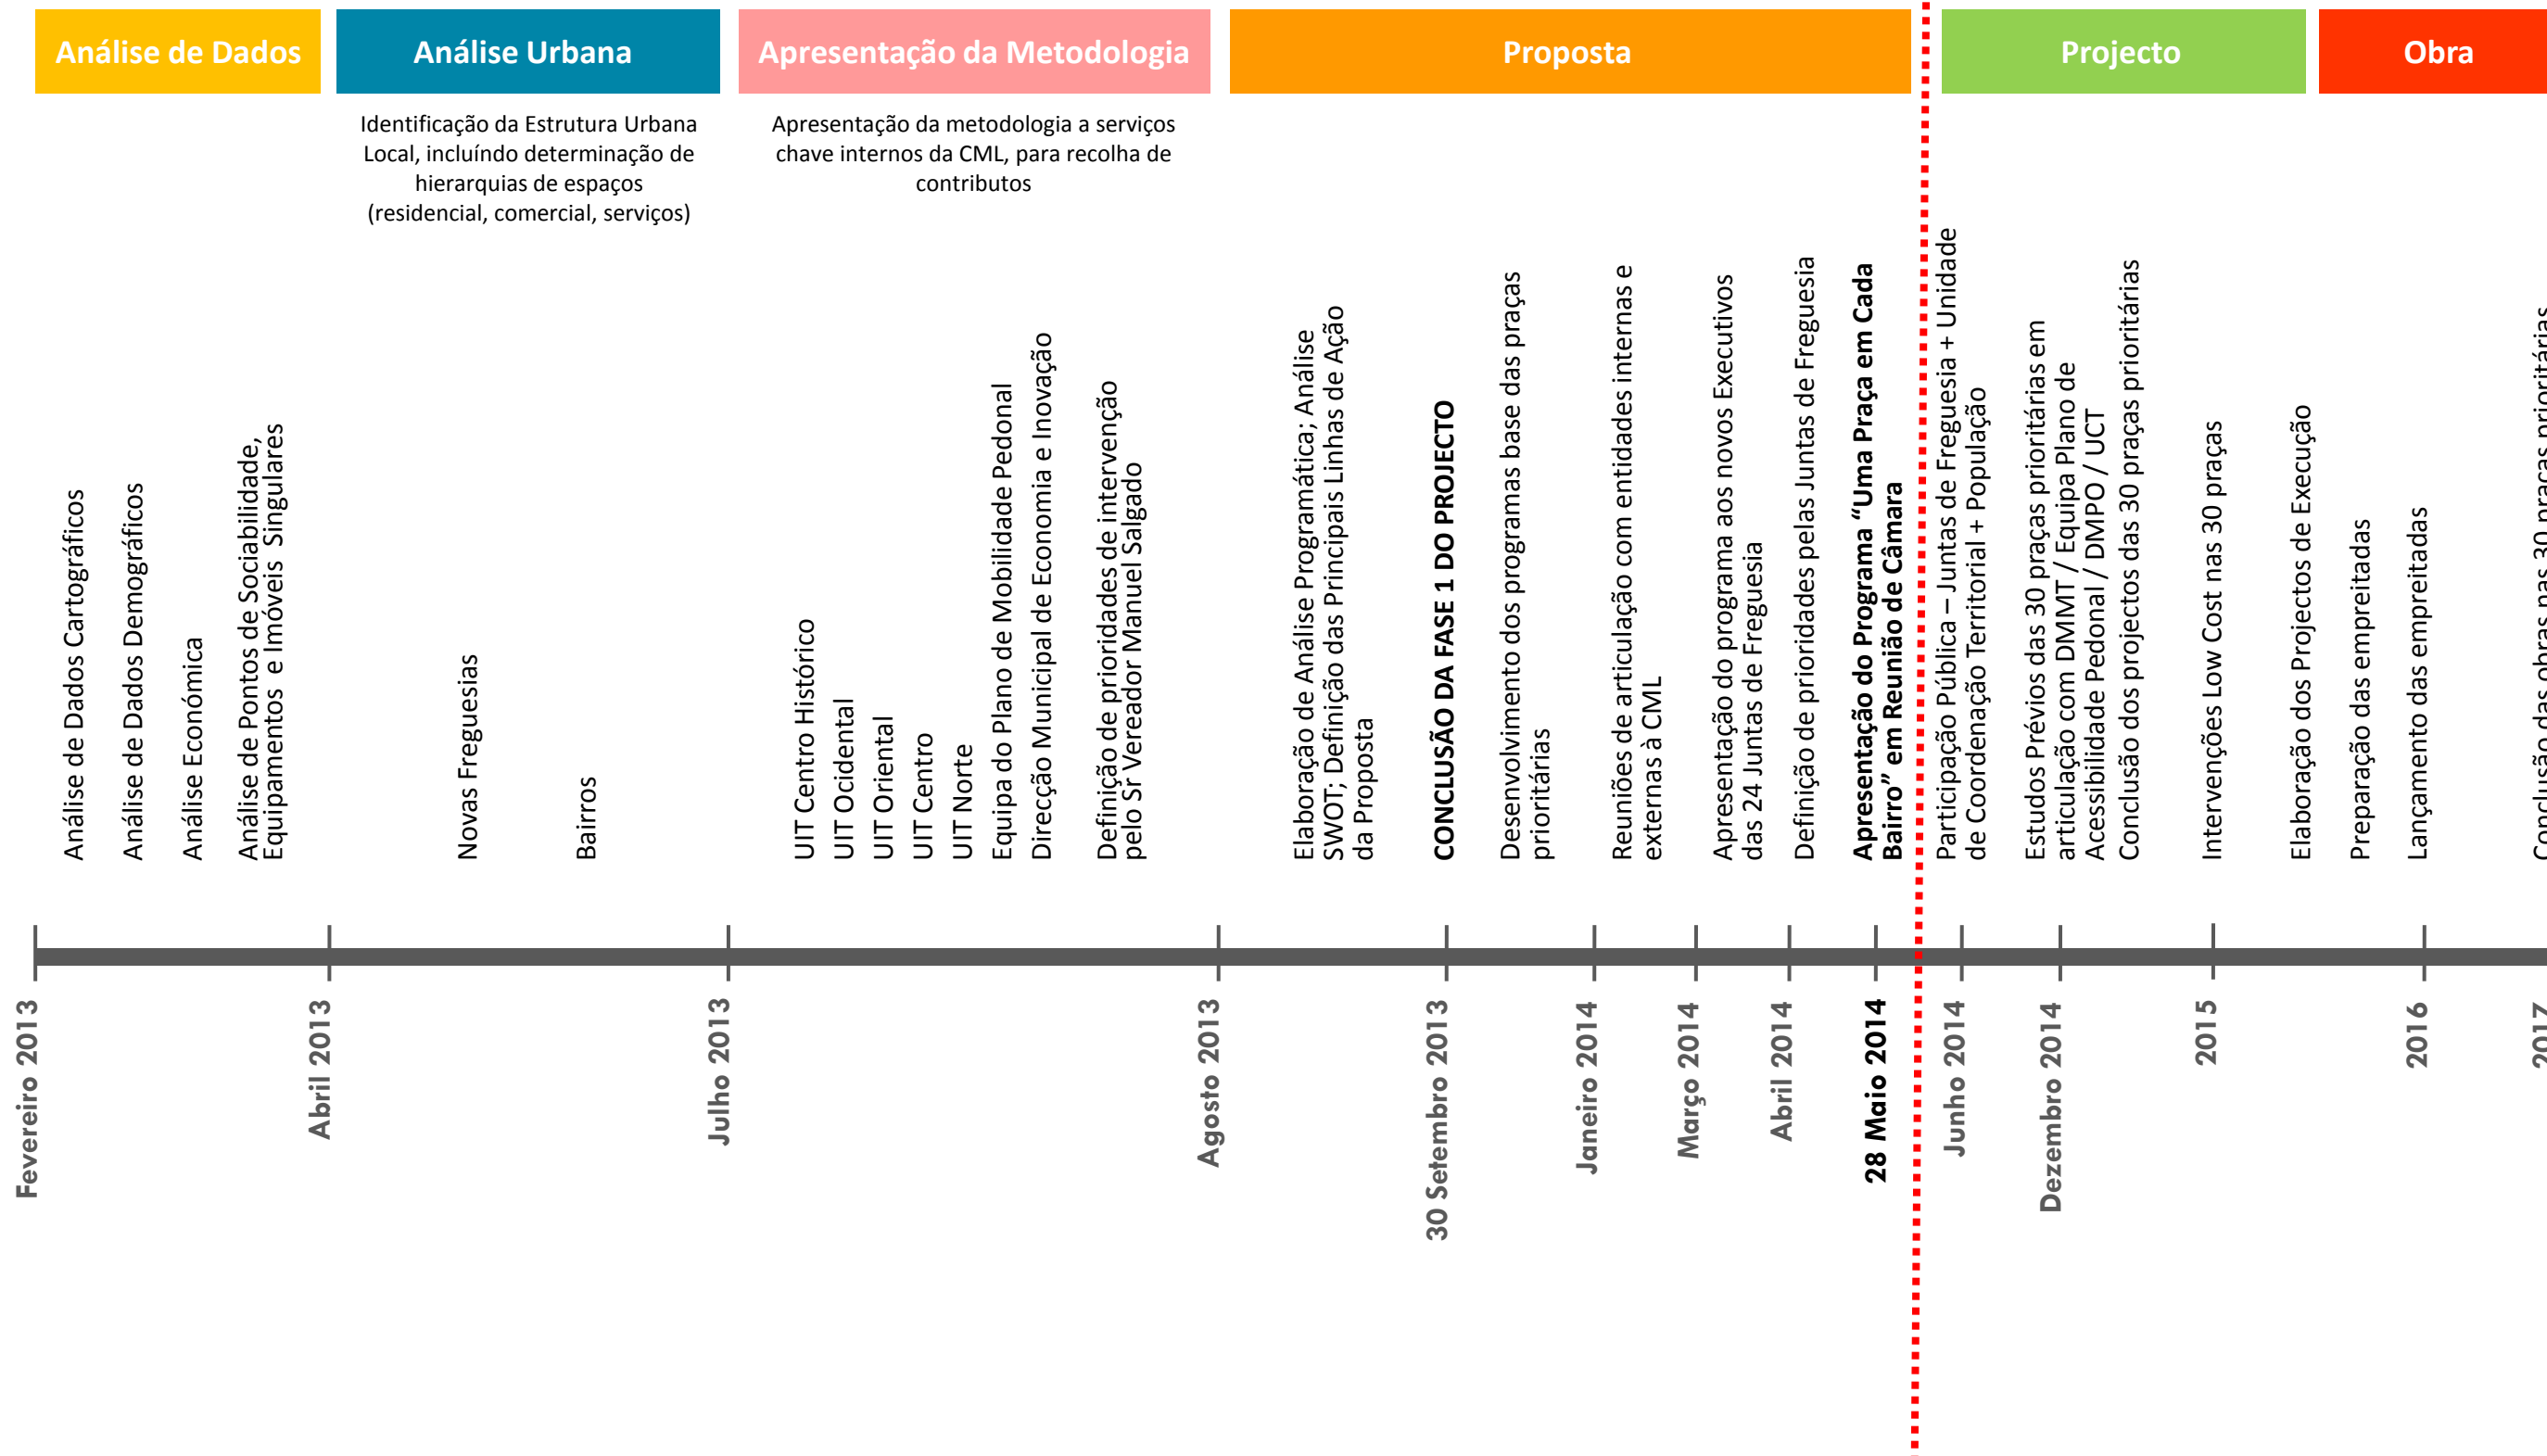 Análise de Dados
Análise Urbana
Apresentação da Metodologia
Proposta
Projecto
Obra
Identificação da Estrutura Urbana
Local, incluíndo determinação de
hierarquias de espaços
(residencial, comercial, serviços)
Apresentação da metodologia a serviços
chave internos da CML, para recolha de
contributos
Análise de Dados Cartográficos
Análise de Dados Demográficos
Análise Económica
Análise de Pontos de Sociabilidade,
Equipamentos e Imóveis Singulares
Novas Freguesias
Bairros
UIT Centro Histórico
UIT Ocidental
UIT Oriental
UIT Centro
UIT Norte
Equipa do Plano de Mobilidade Pedonal
Direcção Municipal de Economia e Inovação
Definição de prioridades de intervenção
pelo Sr Vereador Manuel Salgado
Elaboração de Análise Programática; Análise
SWOT; Definição das Principais Linhas de Ação
da Proposta
CONCLUSÃO DA FASE 1 DO PROJECTO
Desenvolvimento dos programas base das praças
prioritárias
Reuniões de articulação com entidades internas e
externas à CML
Apresentação do programa aos novos Executivos
das 24 Juntas de Freguesia
Definição de prioridades pelas Juntas de Freguesia
Apresentação do Programa “Uma Praça em Cada
Bairro” em Reunião de Câmara
Participação Pública – Juntas de Freguesia + Unidade
de Coordenação Territorial + População
Estudos Prévios das 30 praças prioritárias em
articulação com DMMT / Equipa Plano de
Acessibilidade Pedonal / DMPO / UCT
Conclusão dos projectos das 30 praças prioritárias
Intervenções Low Cost nas 30 praças
Elaboração dos Projectos de Execução
Preparação das empreitadas
Lançamento das empreitadas
Conclusão das obras nas 30 praças prioritárias
Fevereiro 2013
Abril 2013
Julho 2013
Agosto 2013
30 Setembro 2013
Janeiro 2014
Março 2014
Abril 2014
28 Maio 2014
Junho 2014
Dezembro 2014
2015
2016
2017